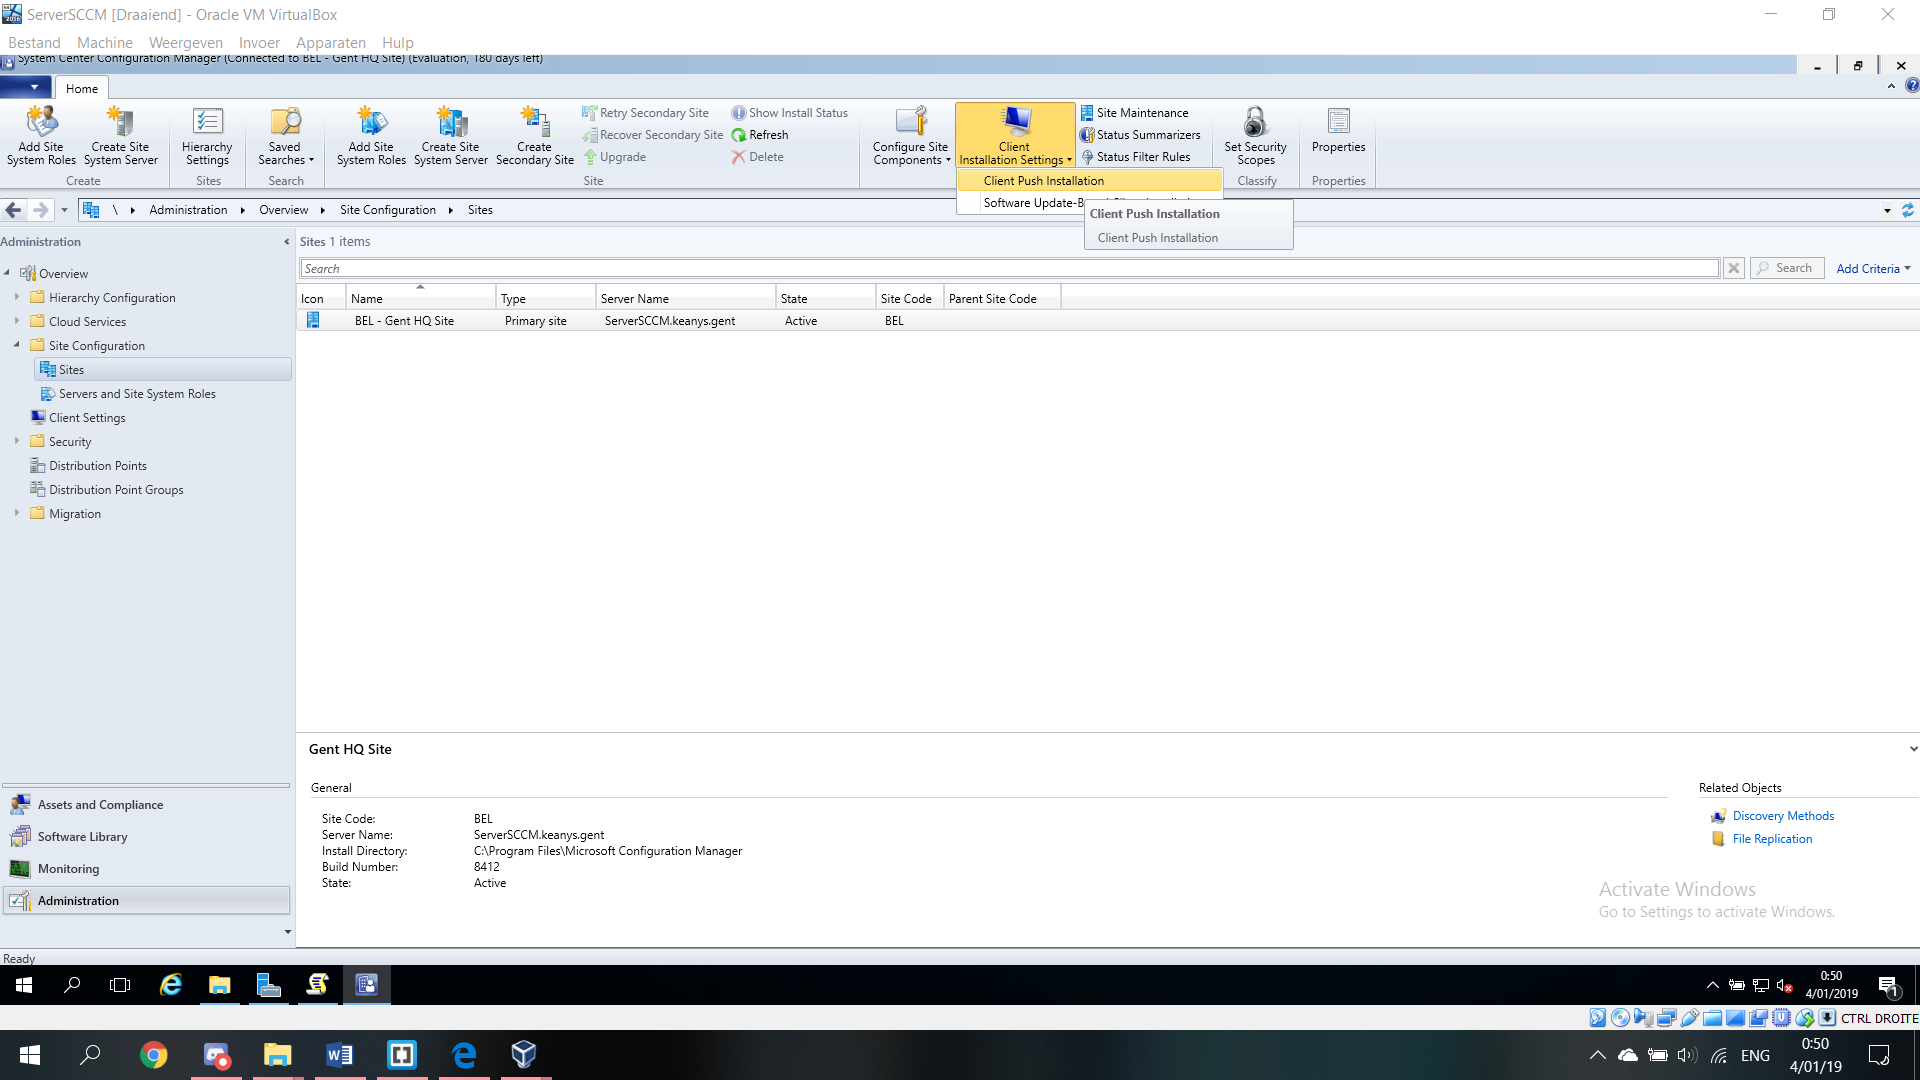 ServerSCCM [Draaiend] - Oracle VM VirtualBox
Bestand Machine Weergeven Invoer Apparaten Hulp
System Center Configuration Manager (Connected to BEL - Gent HQ Site) (Evaluation, 180 days left)
Home
Add Site System Roles
Create Site System Server
Create
Hierarchy Settings
Sites
Saved Searches
Search
Add Site System Roles
Create Site System Server
Create Secondary Site
Retry Secondary Site
Recover Secondary Site
Upgrade
Show Install Status
Refresh
Delete
Site
Configure Site Components
Client Installation Settings
Site Maintenance
Status Summarizers
Status Filter Rules
Set Security Scopes
Classify
Properties
Properties
Client Push Installation
Software Update-B
Client Push Installation
Client Push Installation
\ Administration Overview Site Configuration Sites
Administration
Overview
Hierarchy Configuration
Cloud Services
Site Configuration
Sites
Servers and Site System Roles
Client Settings
Security
Distribution Points
Distribution Point Groups
Migration
Sites 1 items
Search
Search
Add Criteria
Icon Name Type Server Name State Site Code Parent Site Code
BEL - Gent HQ Site Primary site ServerSCCM.keanys.gent Active BEL
Gent HQ Site
General
Site Code: BEL
Server Name: ServerSCCM.keanys.gent
Install Directory: C:\Program Files\Microsoft Configuration Manager
Build Number: 8412
State: Active
Related Objects
Discovery Methods
File Replication
Assets and Compliance
Software Library
Monitoring
Administration
Activate Windows
Go to Settings to activate Windows.
Ready
0:50
4/01/2019
1
CTRL DROITE
ENG
0:50
4/01/19